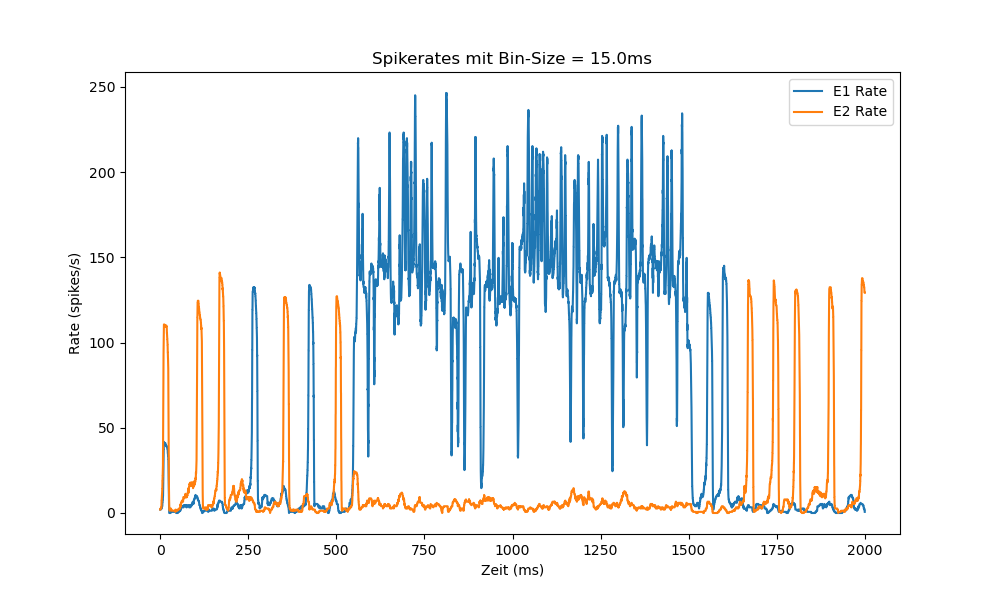 Spikerates mit Bin-Size = 15.0ms
E1 Rate
E2 Rate
250
200
150
100
50
0
Rate (spikes/s)
0 250 500 750 1000 1250 1500 1750 2000
Zeit (ms)